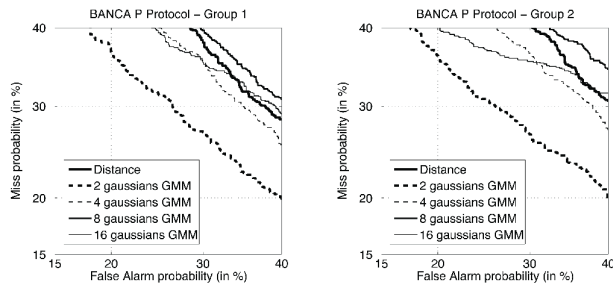 BANCA P Protocol – Group 1
40
30
20
15
Miss probability (in %)
Distance
2 gaussians GMM
4 gaussians GMM
8 gaussians GMM
16 gaussians GMM
15 20 30 40
False Alarm probability (in %)
BANCA P Protocol – Group 2
40
30
20
15
Miss probability (in %)
Distance
2 gaussians GMM
4 gaussians GMM
8 gaussians GMM
16 gaussians GMM
15 20 30 40
False Alarm probability (in %)